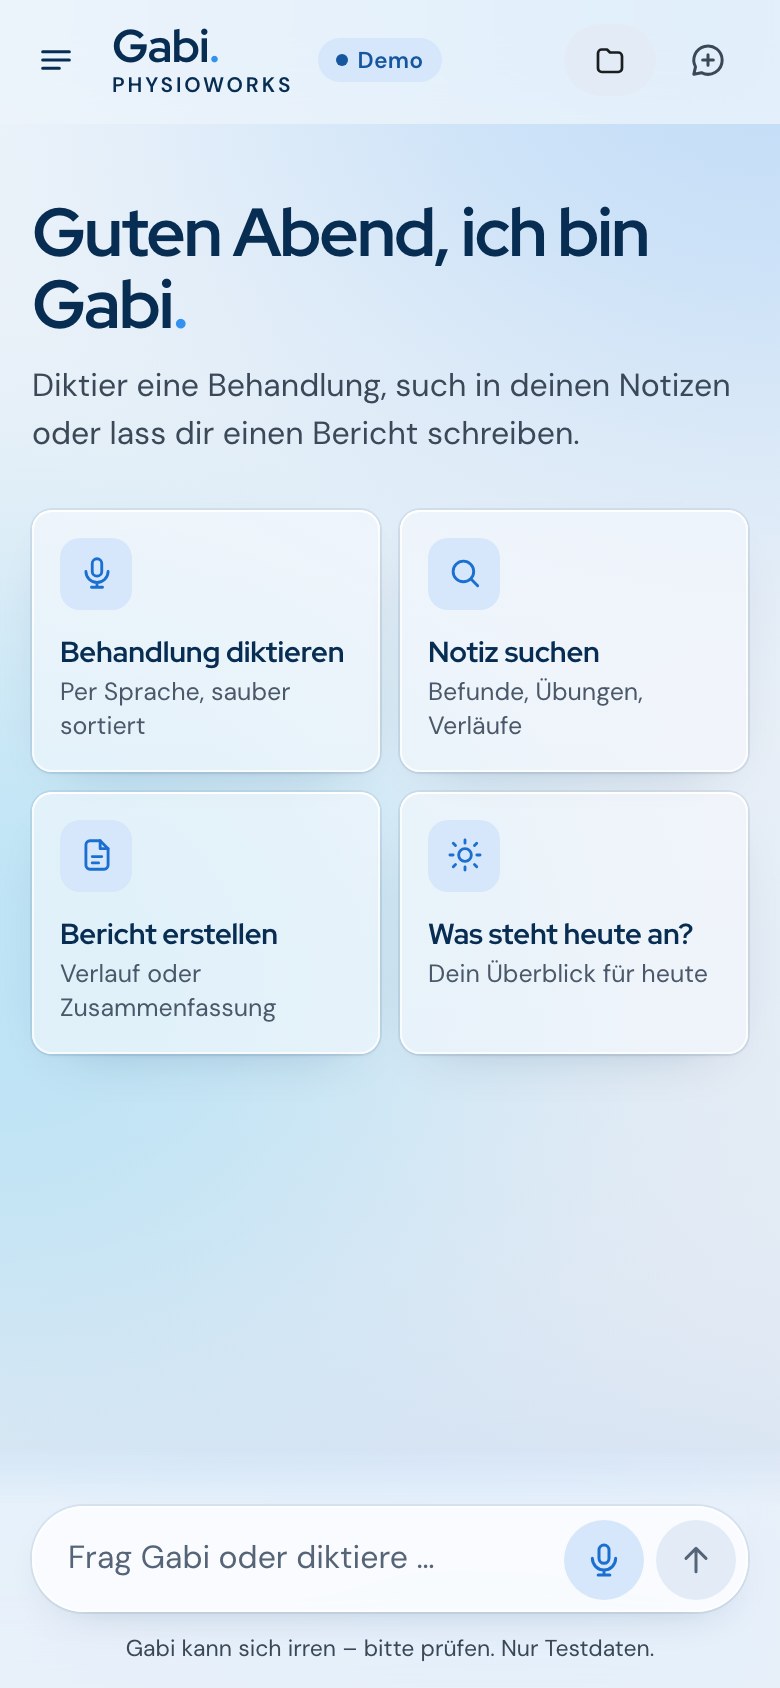 Gabi.
PHYSIOWORKS
Demo
Guten Abend, ich bin
Gabi.
Diktier eine Behandlung, such in deinen Notizen
oder lass dir einen Bericht schreiben.
Behandlung diktieren
Per Sprache, sauber
sortiert
Notiz suchen
Befunde, Übungen,
Verläufe
Bericht erstellen
Verlauf oder
Zusammenfassung
Was steht heute an?
Dein Überblick für heute
Frag Gabi oder diktiere ...
Gabi kann sich irren – bitte prüfen. Nur Testdaten.